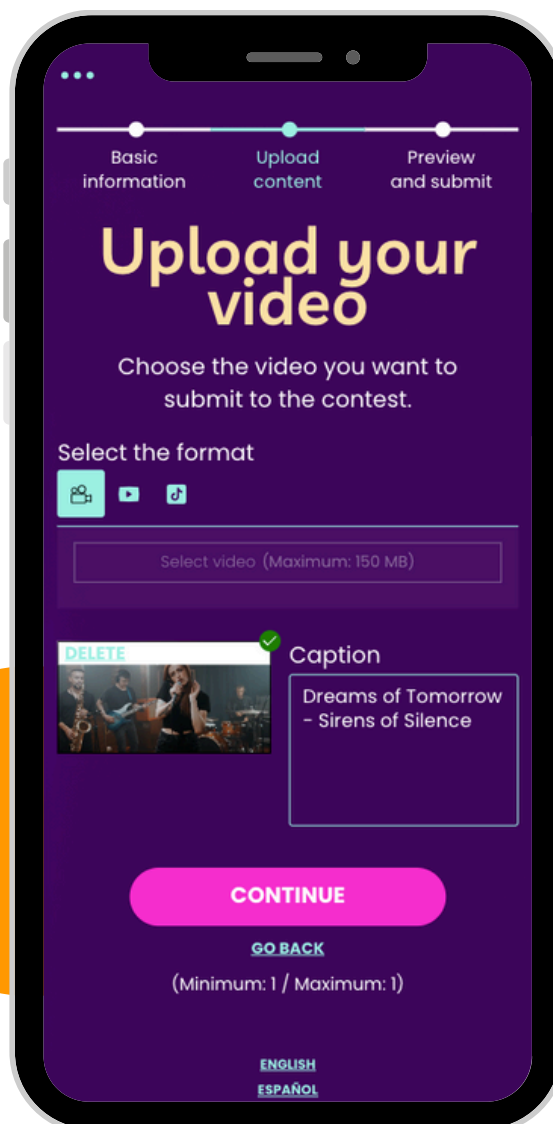 Basic
information
Upload
content
Preview
and submit
Upload your
video
Choose the video you want to
submit to the contest.
Select the format
Select video (Maximum: 150 MB)
DELETE
Caption
Dreams of Tomorrow
- Sirens of Silence
CONTINUE
GO BACK
(Minimum: 1 / Maximum: 1)
ENGLISH
ESPAÑOL